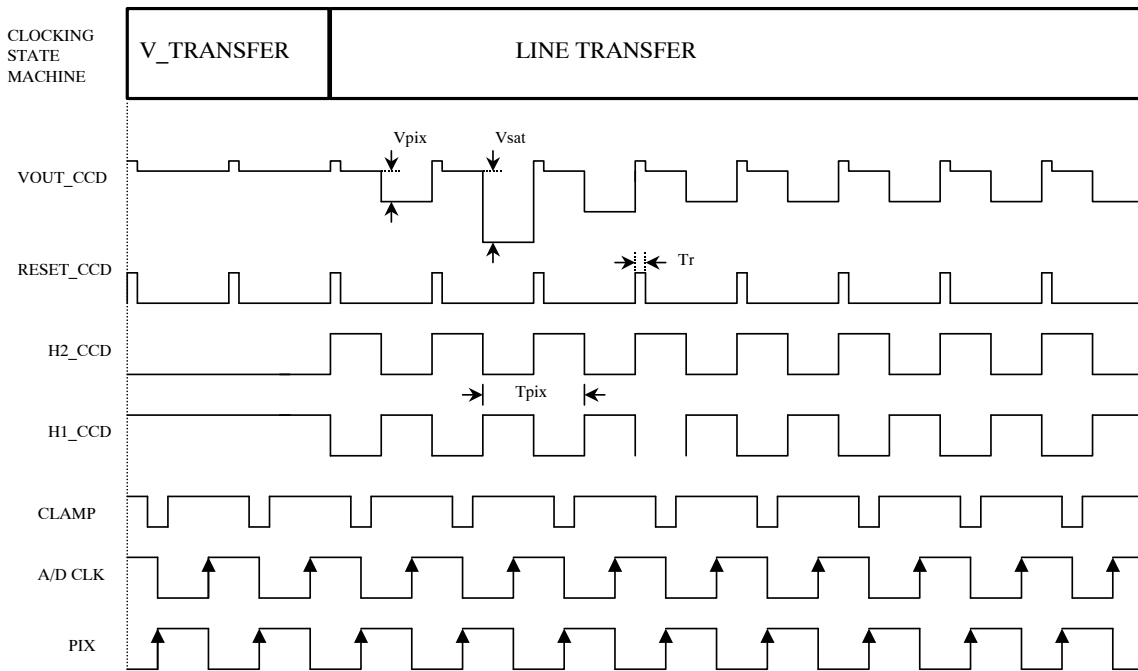 CLOCKING
STATE
MACHINE
V_TRANSFER
LINE TRANSFER
Vpix
Vsat
VOUT_CCD
RESET_CCD
Tr
H2_CCD
Tpix
H1_CCD
CLAMP
A/D CLK
PIX